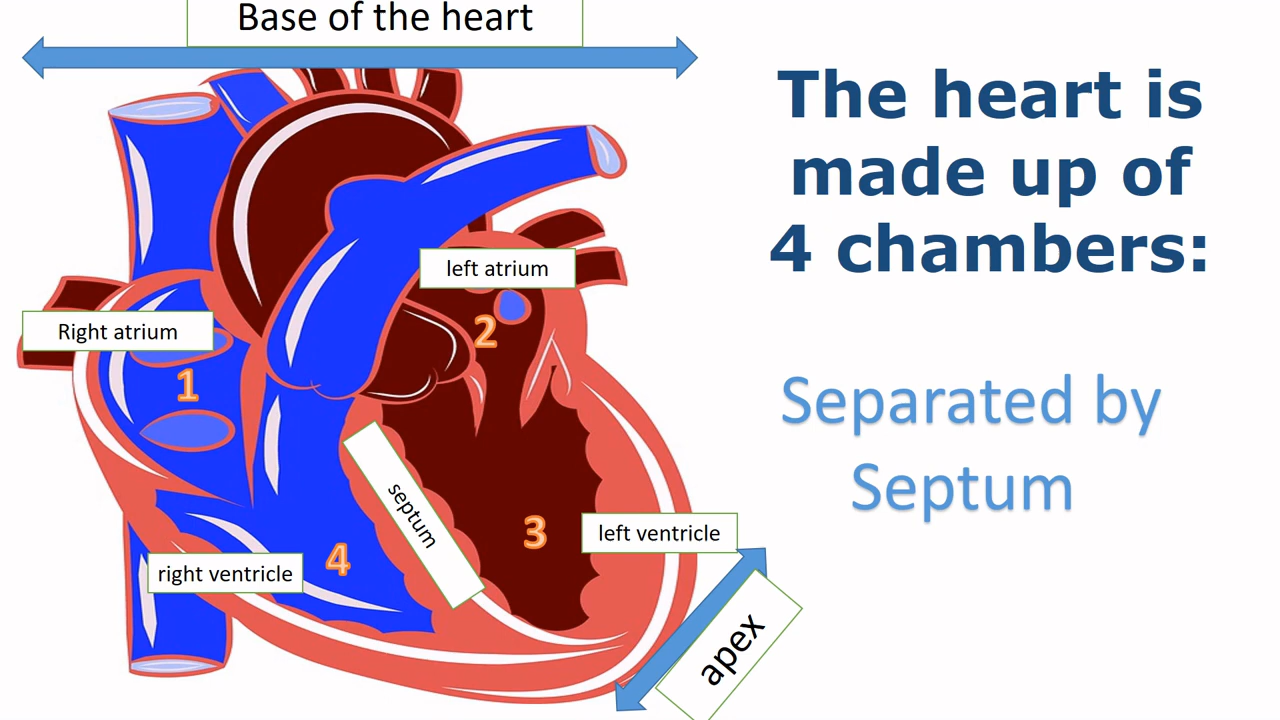 Base of the heart
The heart is
made up of
4 chambers:
Separated by
Septum
left atrium
Right atrium
2
1
septum
3
left ventricle
4
right ventricle
apex